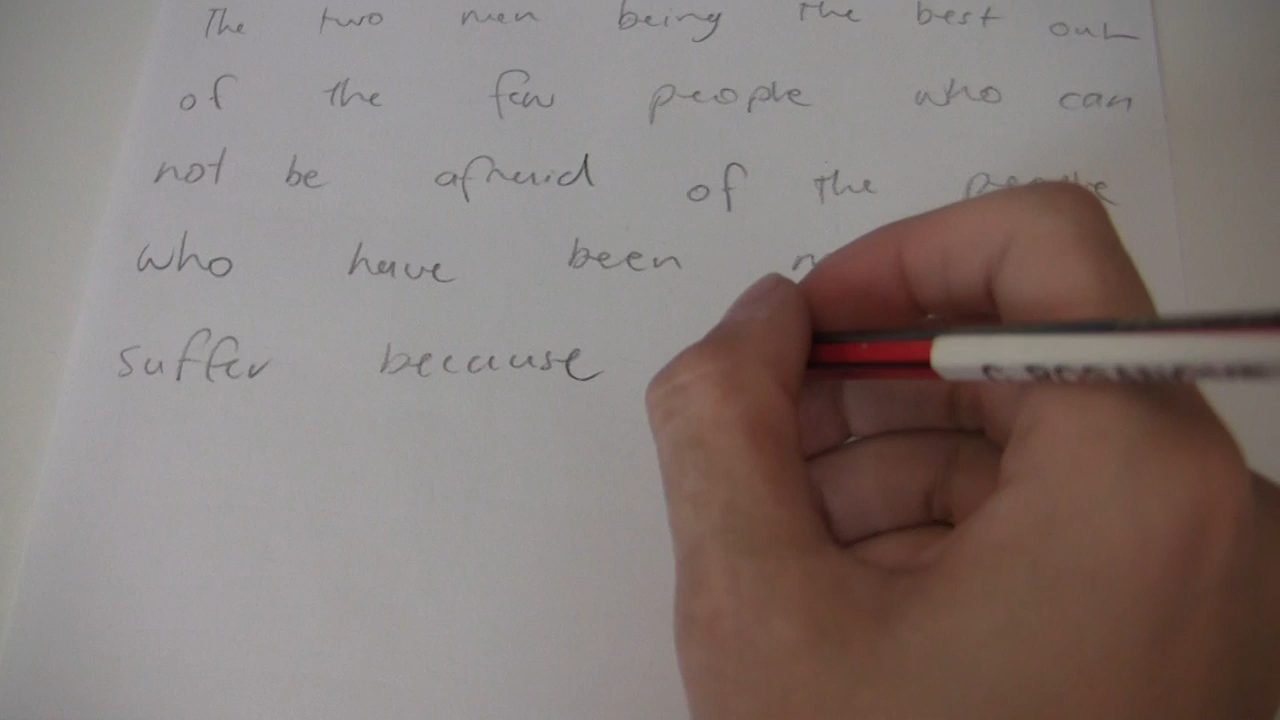 The two men being the best out
of the few people who can
not be afraid of the people
who have been
suffer because